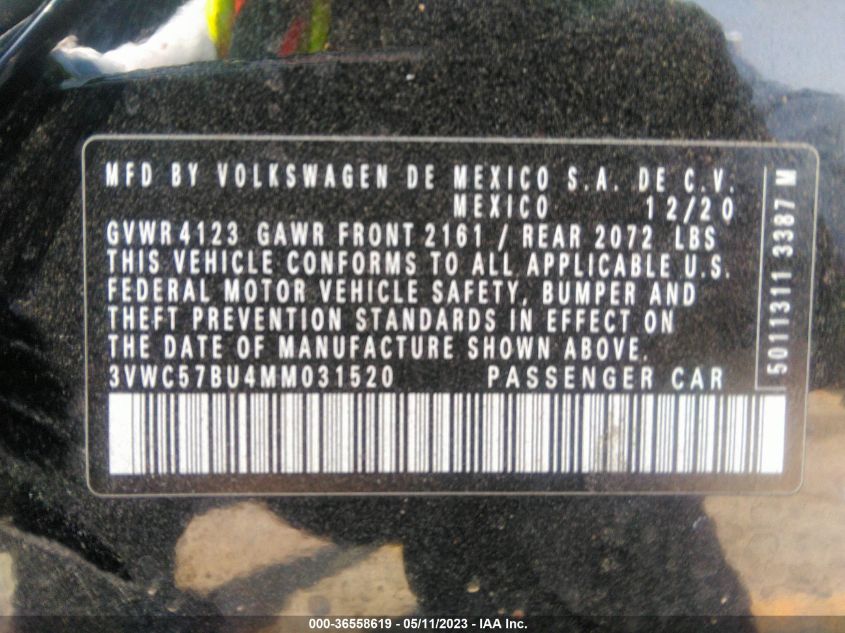 MFD BY VOLKSWAGEN DE MEXICO S.A. DE C.V.
MEXICO 12/20
GVWR 4123 GAWR FRONT 2161 / REAR 2072 LBS
THIS VEHICLE CONFORMS TO ALL APPLICABLE U.S.
FEDERAL MOTOR VEHICLE SAFETY, BUMPER AND
THEFT PREVENTION STANDARDS IN EFFECT ON
THE DATE OF MANUFACTURE SHOWN ABOVE.
3VWC57BU4MM031520 PASSENGER CAR
5011311 3387 M
000-36558619 - 05/11/2023 - IAA Inc.